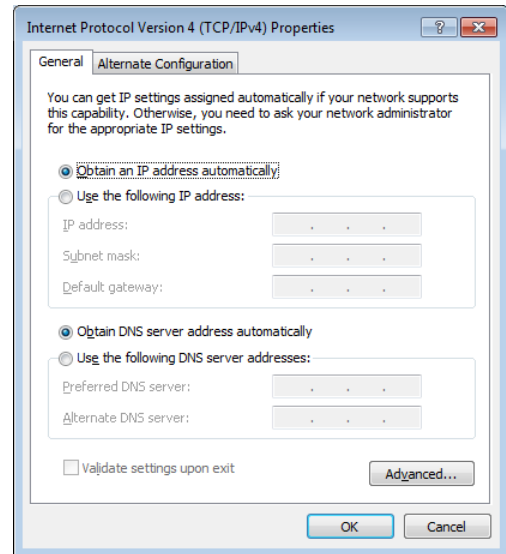 Internet Protocol Version 4 (TCP/IPv4) Properties
General
Alternate Configuration
You can get IP settings assigned automatically if your network supports
this capability. Otherwise, you need to ask your network administrator
for the appropriate IP settings.
Obtain an IP address automatically
Use the following IP address:
IP address:
Subnet mask:
Default gateway:
Obtain DNS server address automatically
Use the following DNS server addresses:
Preferred DNS server:
Alternate DNS server:
Validate settings upon exit
Advanced...
OK
Cancel